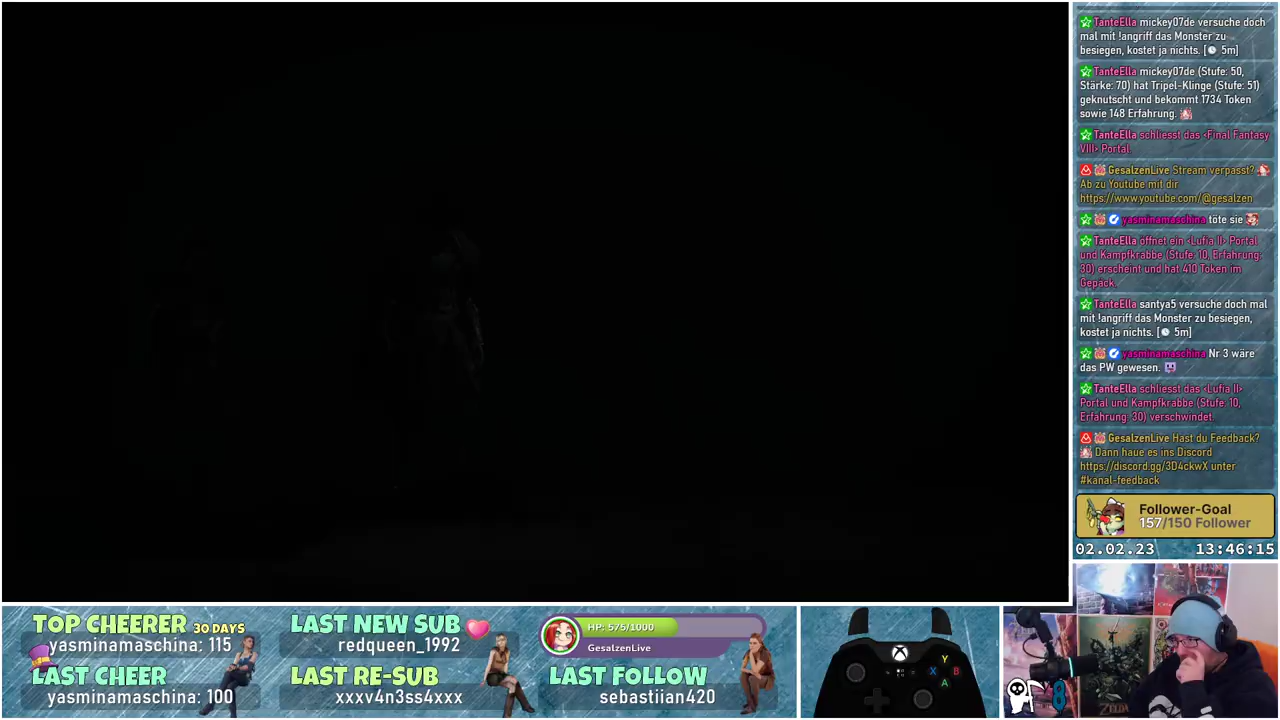 TanteElla mickey07de versuche doch
mal mit !angriff das Monster zu
besiegen, kostet ja nichts. [🕓 5m]
TanteElla mickey07de (Stufe: 50,
Stärke: 70) hat Tripel-Klinge (Stufe: 51)
geknutscht und bekommt 1734 Token
sowie 148 Erfahrung.
TanteElla schliesst das <Final Fantasy
VIII> Portal.
GesalzenLive Stream verpasst?
Ab zu Youtube mit dir
https://www.youtube.com/@gesalzen
yasminamaschina töte sie
TanteElla öffnet ein <Lufia II> Portal
und Kampfkrabbe (Stufe: 10, Erfahrung:
30) erscheint und hat 410 Token im
Gepäck.
TanteElla santya5 versuche doch mal
mit !angriff das Monster zu besiegen,
kostet ja nichts. [🕓 5m]
yasminamaschina Nr 3 wäre
das PW gewesen.
TanteElla schliesst das <Lufia II>
Portal und Kampfkrabbe (Stufe: 10,
Erfahrung: 30) verschwindet.
GesalzenLive Hast du Feedback?
Dann haue es ins Discord
https://discord.gg/3D4ckwX unter
#kanal-feedback
Follower-Goal
157/150 Follower
02.02.23 13:46:15
TOP CHEERER 30 DAYS
yasminamaschina: 115
LAST CHEER
yasminamaschina: 100
LAST NEW SUB
redqueen_1992
LAST RE-SUB
xxxv4n3ss4xxx
HP: 575/1000
GesalzenLive
LAST FOLLOW
sebastiian420
Y
X B
A
ZELDA